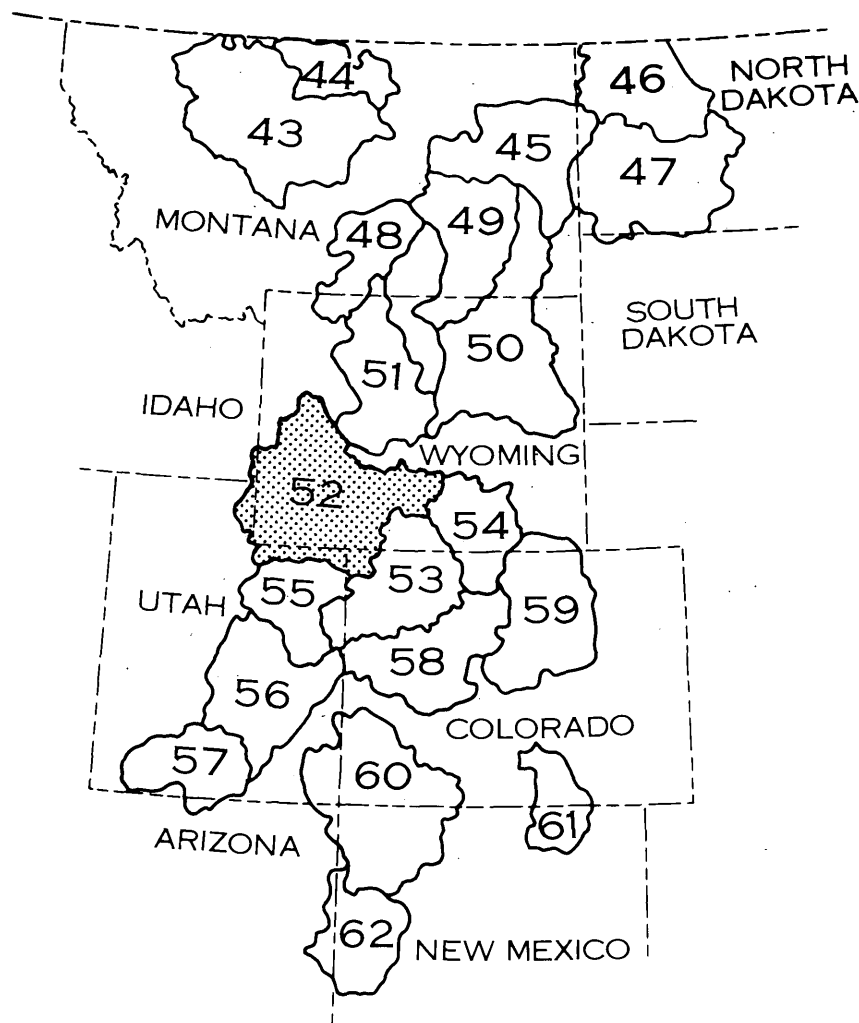 44
46
NORTH
DAKOTA
43
45
47
MONTANA
48
49
SOUTH
DAKOTA
50
51
IDAHO
WYOMING
52
54
53
55
59
UTAH
58
56
COLORADO
57
60
61
ARIZONA
62
NEW MEXICO